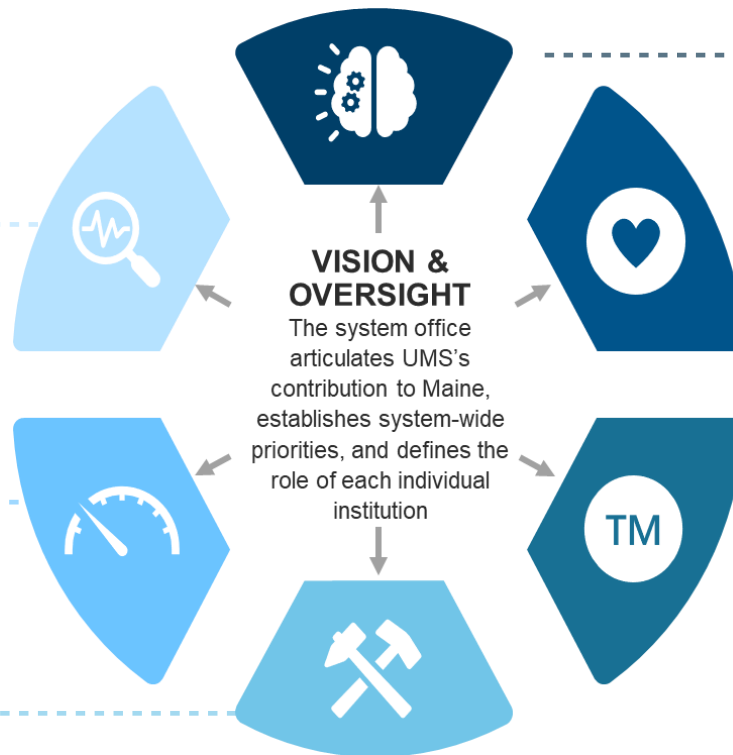 VISION &
OVERSIGHT
The system office
articulates UMS's
contribution to Maine,
establishes system-wide
priorities, and defines the
role of each individual
institution
TM